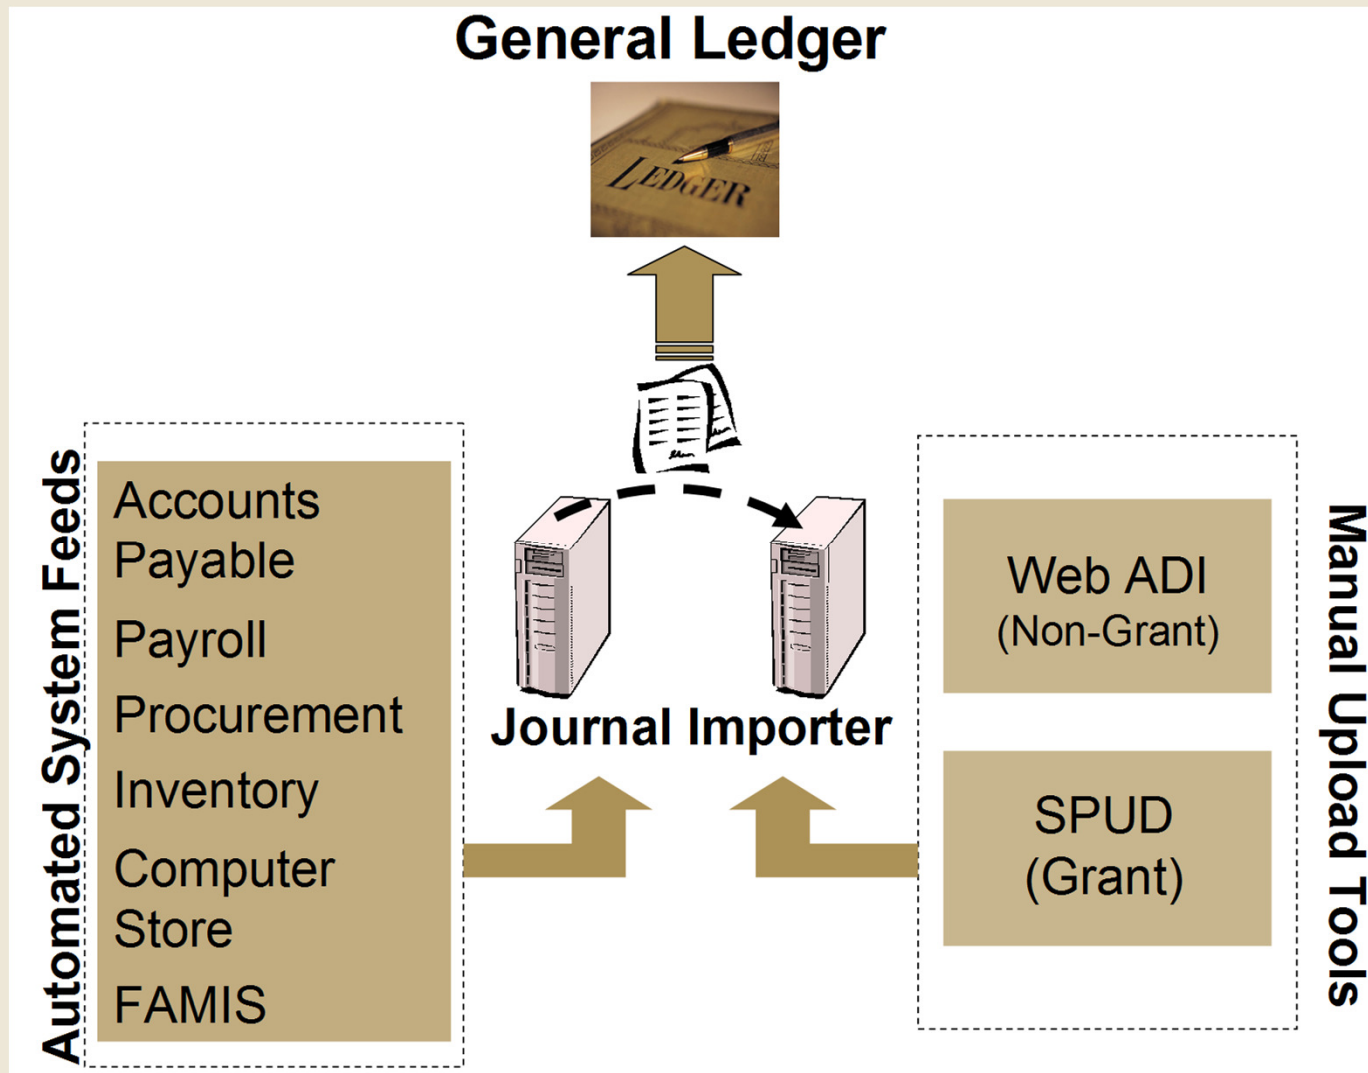 General Ledger
LEDGER
Automated System Feeds
Accounts
Payable
Payroll
Procurement
Inventory
Computer
Store
FAMIS
Journal Importer
Web ADI
(Non-Grant)
SPUD
(Grant)
Manual Upload Tools